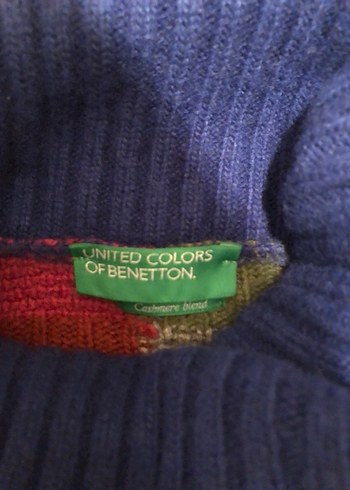 UNITED COLORS
OF BENETTON.
Cashmere blend